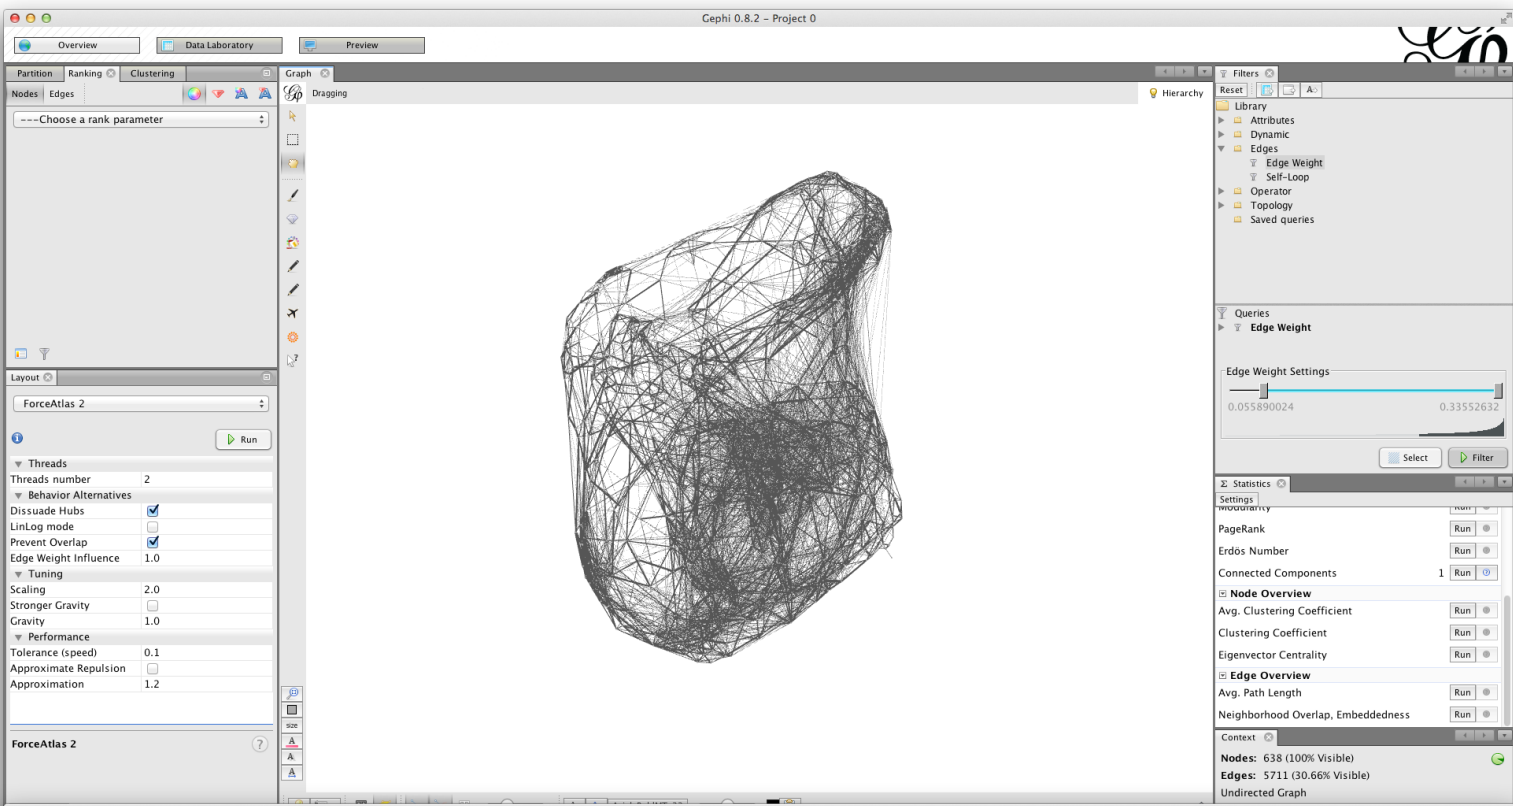 Gephi 0.8.2 - Project 0
Overview
Data Laboratory
Preview
Partition
Ranking
Clustering
Nodes
Edges
---Choose a rank parameter
Layout
ForceAtlas 2
Run
Threads
Threads number 2
Behavior Alternatives
Dissuade Hubs
LinLog mode
Prevent Overlap
Edge Weight Influence 1.0
Tuning
Scaling 2.0
Stronger Gravity
Gravity 1.0
Performance
Tolerance (speed) 0.1
Approximate Repulsion
Approximation 1.2
ForceAtlas 2
Graph
Dragging
Hierarchy
size
A
A
A
Filters
Reset
Library
Attributes
Dynamic
Edges
Edge Weight
Self-Loop
Operator
Topology
Saved queries
Queries
Edge Weight
Edge Weight Settings
0.055890024 0.33552632
Select
Filter
Σ Statistics
Settings
Modularity Run
PageRank Run
Erdös Number Run
Connected Components 1 Run
Node Overview
Avg. Clustering Coefficient Run
Clustering Coefficient Run
Eigenvector Centrality Run
Edge Overview
Avg. Path Length Run
Neighborhood Overlap, Embeddedness Run
Context
Nodes: 638 (100% Visible)
Edges: 5711 (30.66% Visible)
Undirected Graph